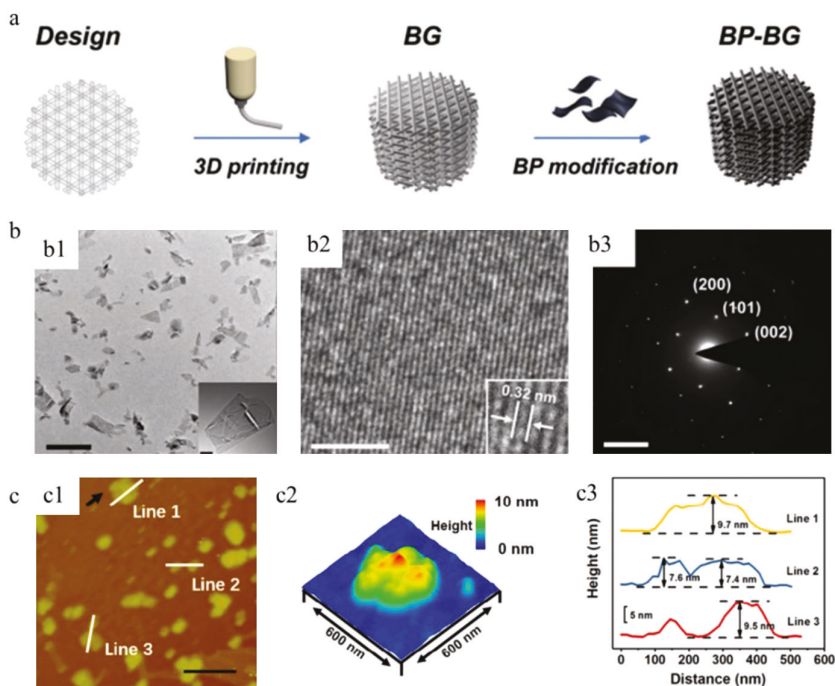 a
Design
BG
BP-BG
3D printing
BP modification
b
b1
b2
b3
0.32 nm
(200)
(101)
(002)
c
c1
Line 1
Line 2
Line 3
c2
Height
10 nm
0 nm
600 nm
600 nm
c3
Height (nm)
9.7 nm
Line 1
7.6 nm
7.4 nm
Line 2
5 nm
9.5 nm
Line 3
0 100 200 300 400 500 600
Distance (nm)